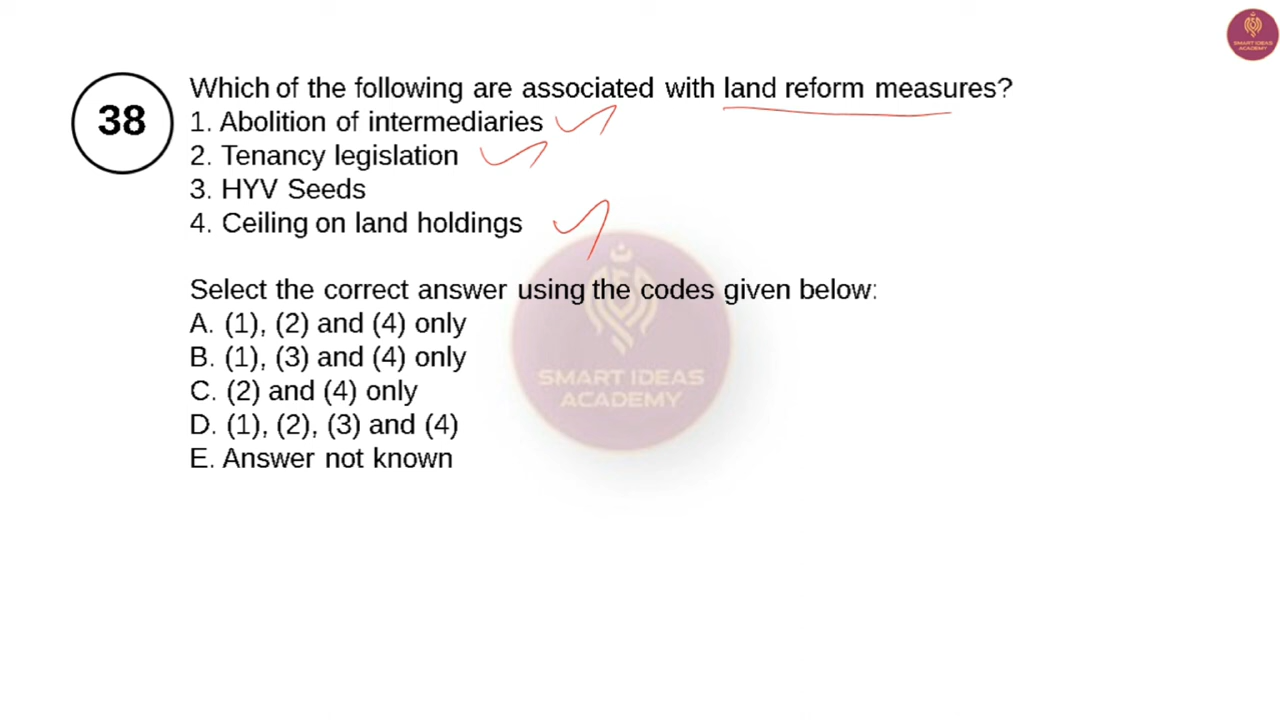 SMART IDEAS
ACADEMY
38
Which of the following are associated with land reform measures?
1. Abolition of intermediaries
2. Tenancy legislation
3. HYV Seeds
4. Ceiling on land holdings
Select the correct answer using the codes given below:
A. (1), (2) and (4) only
B. (1), (3) and (4) only
C. (2) and (4) only
D. (1), (2), (3) and (4)
E. Answer not known
SMART IDEAS
ACADEMY